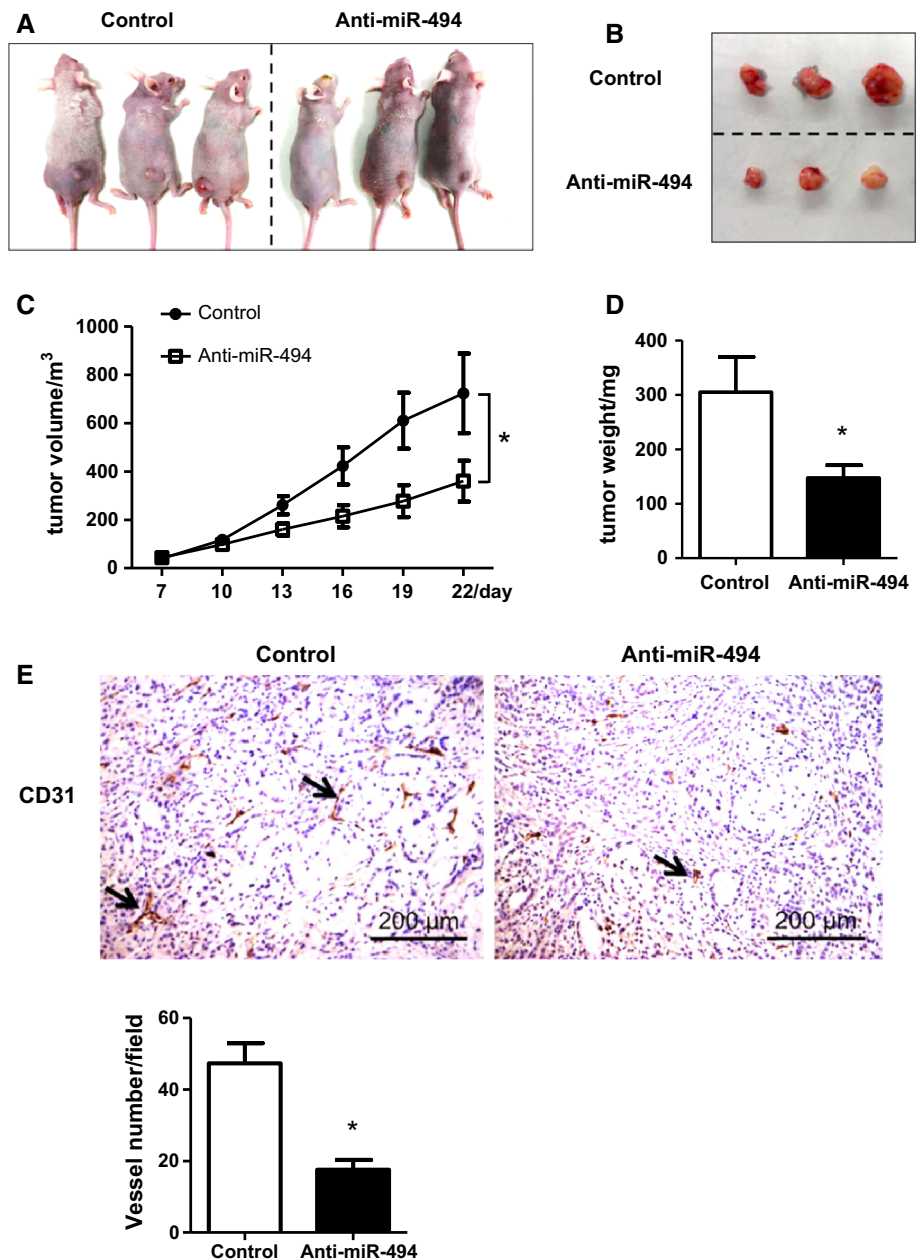 A
Control
Anti-miR-494
B
Control
Anti-miR-494
C
Control
Anti-miR-494
tumor volume/m³
1000
800
600
400
200
0
7 10 13 16 19 22/day
*
D
tumor weight/mg
400
300
200
100
0
*
Control Anti-miR-494
E
Control Anti-miR-494
CD31
200 µm
200 µm
Vessel number/field
60
40
20
0
*
Control Anti-miR-494